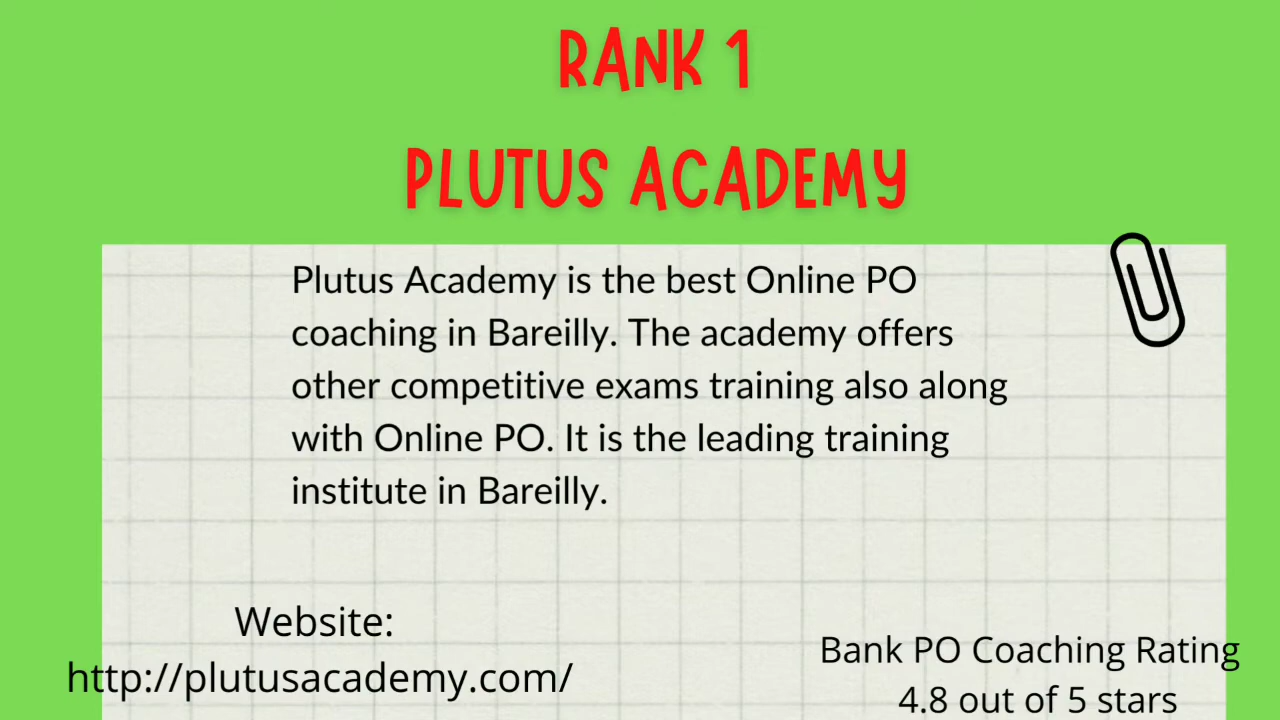 RANK 1
PLUTUS ACADEMY
Plutus Academy is the best Online PO
coaching in Bareilly. The academy offers
other competitive exams training also along
with Online PO. It is the leading training
institute in Bareilly.
Website:
http://plutusacademy.com/
Bank PO Coaching Rating
4.8 out of 5 stars